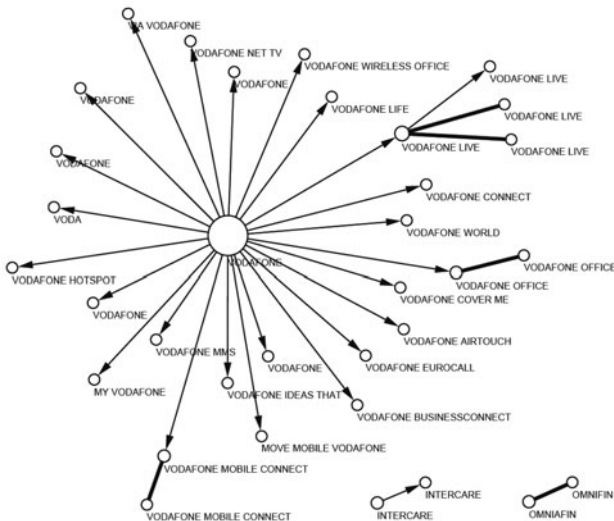 WA VODAFONE
VODAFONE NET TV
VODAFONE WIRELESS OFFICE
VODAFONE LIVE
VODAFONE
VODAFONE
VODAFONE LIFE
VODAFONE LIVE
VODAFONE LIVE
VODAFONE LIVE
VODAFONE
VODAFONE CONNECT
VODA
VODAFONE WORLD
VODAFONE
VODAFONE OFFICE
VODAFONE HOTSPOT
VODAFONE OFFICE
VODAFONE COVER ME
VODAFONE
VODAFONE AIRTOUCH
VODAFONE MMS
VODAFONE
VODAFONE EUROCALL
MY VODAFONE
VODAFONE IDEAS THAT
VODAFONE BUSINESSCONNECT
MOVE MOBILE VODAFONE
VODAFONE MOBILE CONNECT
INTERCARE
OMNIFIN
VODAFONE MOBILE CONNECT
INTERCARE
OMNIAFIN